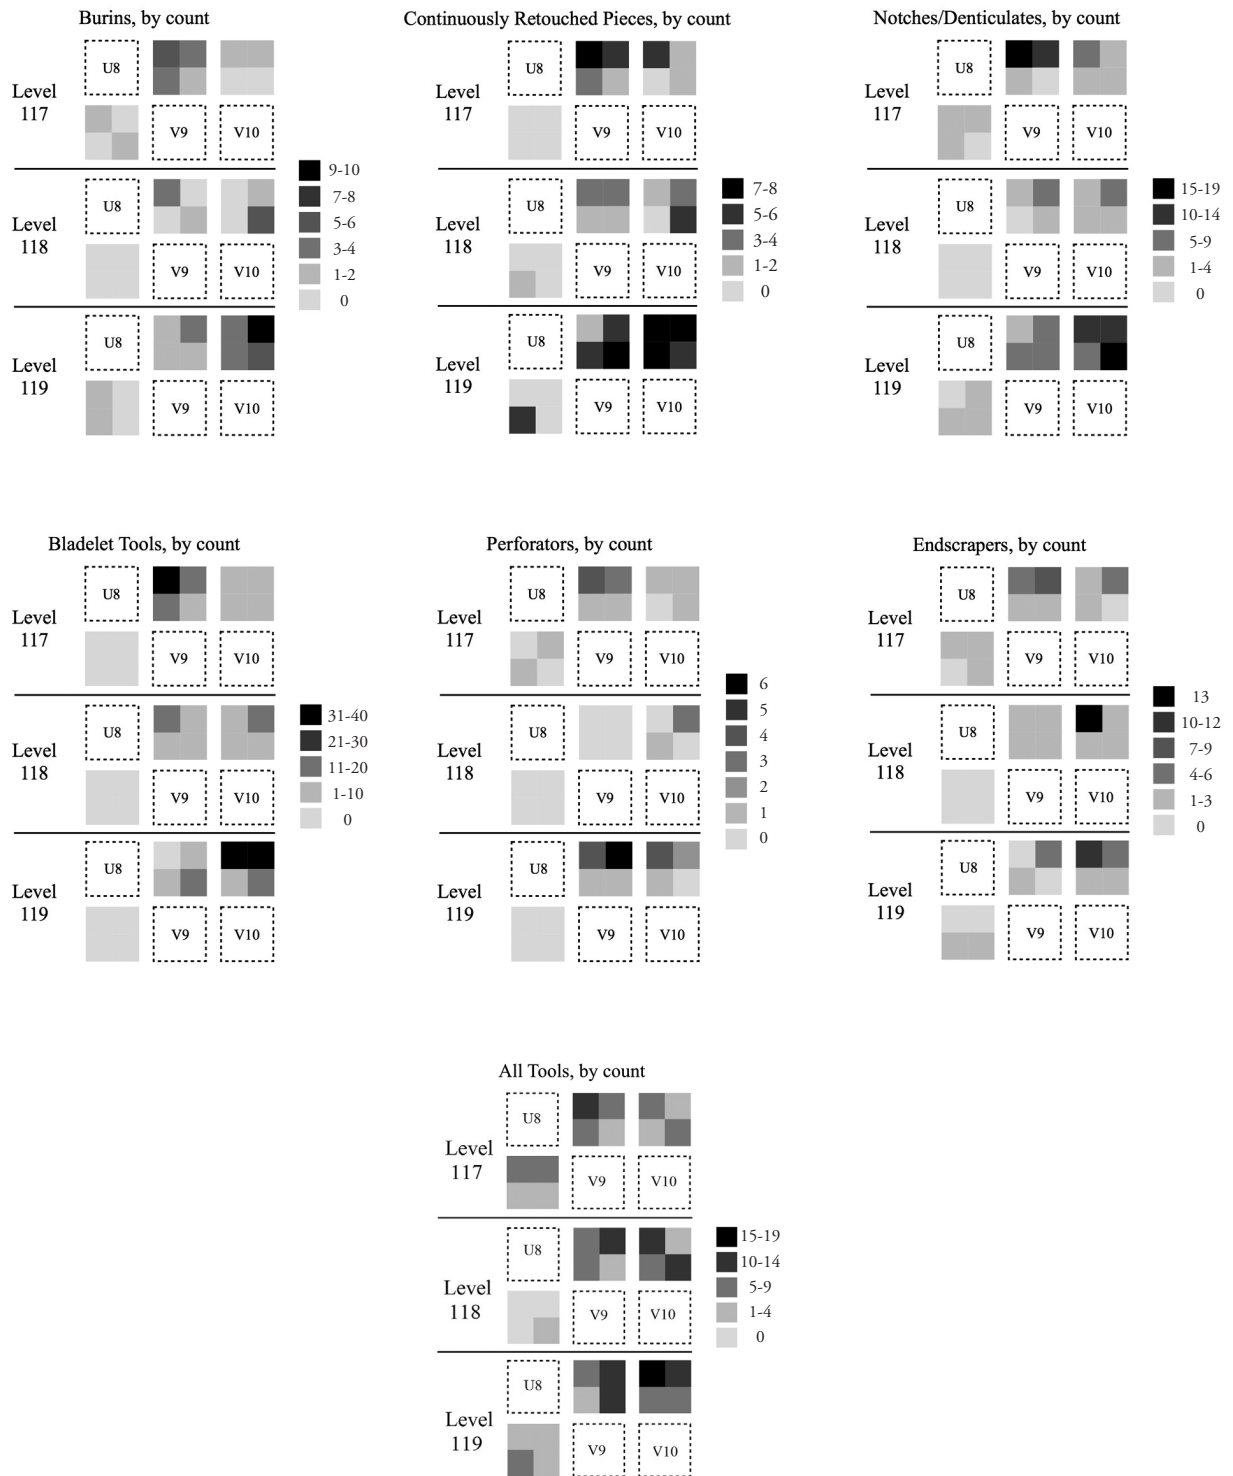 Burins, by count
Level
117
U8
V9
V10
Level
118
U8
V9
V10
Level
119
U8
V9
V10
9-10
7-8
5-6
3-4
1-2
0
Continuously Retouched Pieces, by count
Level
117
U8
V9
V10
Level
118
U8
V9
V10
Level
119
U8
V9
V10
7-8
5-6
3-4
1-2
0
Notches/Denticulates, by count
Level
117
U8
V9
V10
Level
118
U8
V9
V10
Level
119
U8
V9
V10
15-19
10-14
5-9
1-4
0
Bladelet Tools, by count
Level
117
U8
V9
V10
Level
118
U8
V9
V10
Level
119
U8
V9
V10
31-40
21-30
11-20
1-10
0
Perforators, by count
Level
117
U8
V9
V10
Level
118
U8
V9
V10
Level
119
U8
V9
V10
6
5
4
3
2
1
0
Endscrapers, by count
Level
117
U8
V9
V10
Level
118
U8
V9
V10
Level
119
U8
V9
V10
13
10-12
7-9
4-6
1-3
0
All Tools, by count
Level
117
U8
V9
V10
Level
118
U8
V9
V10
Level
119
U8
V9
V10
15-19
10-14
5-9
1-4
0